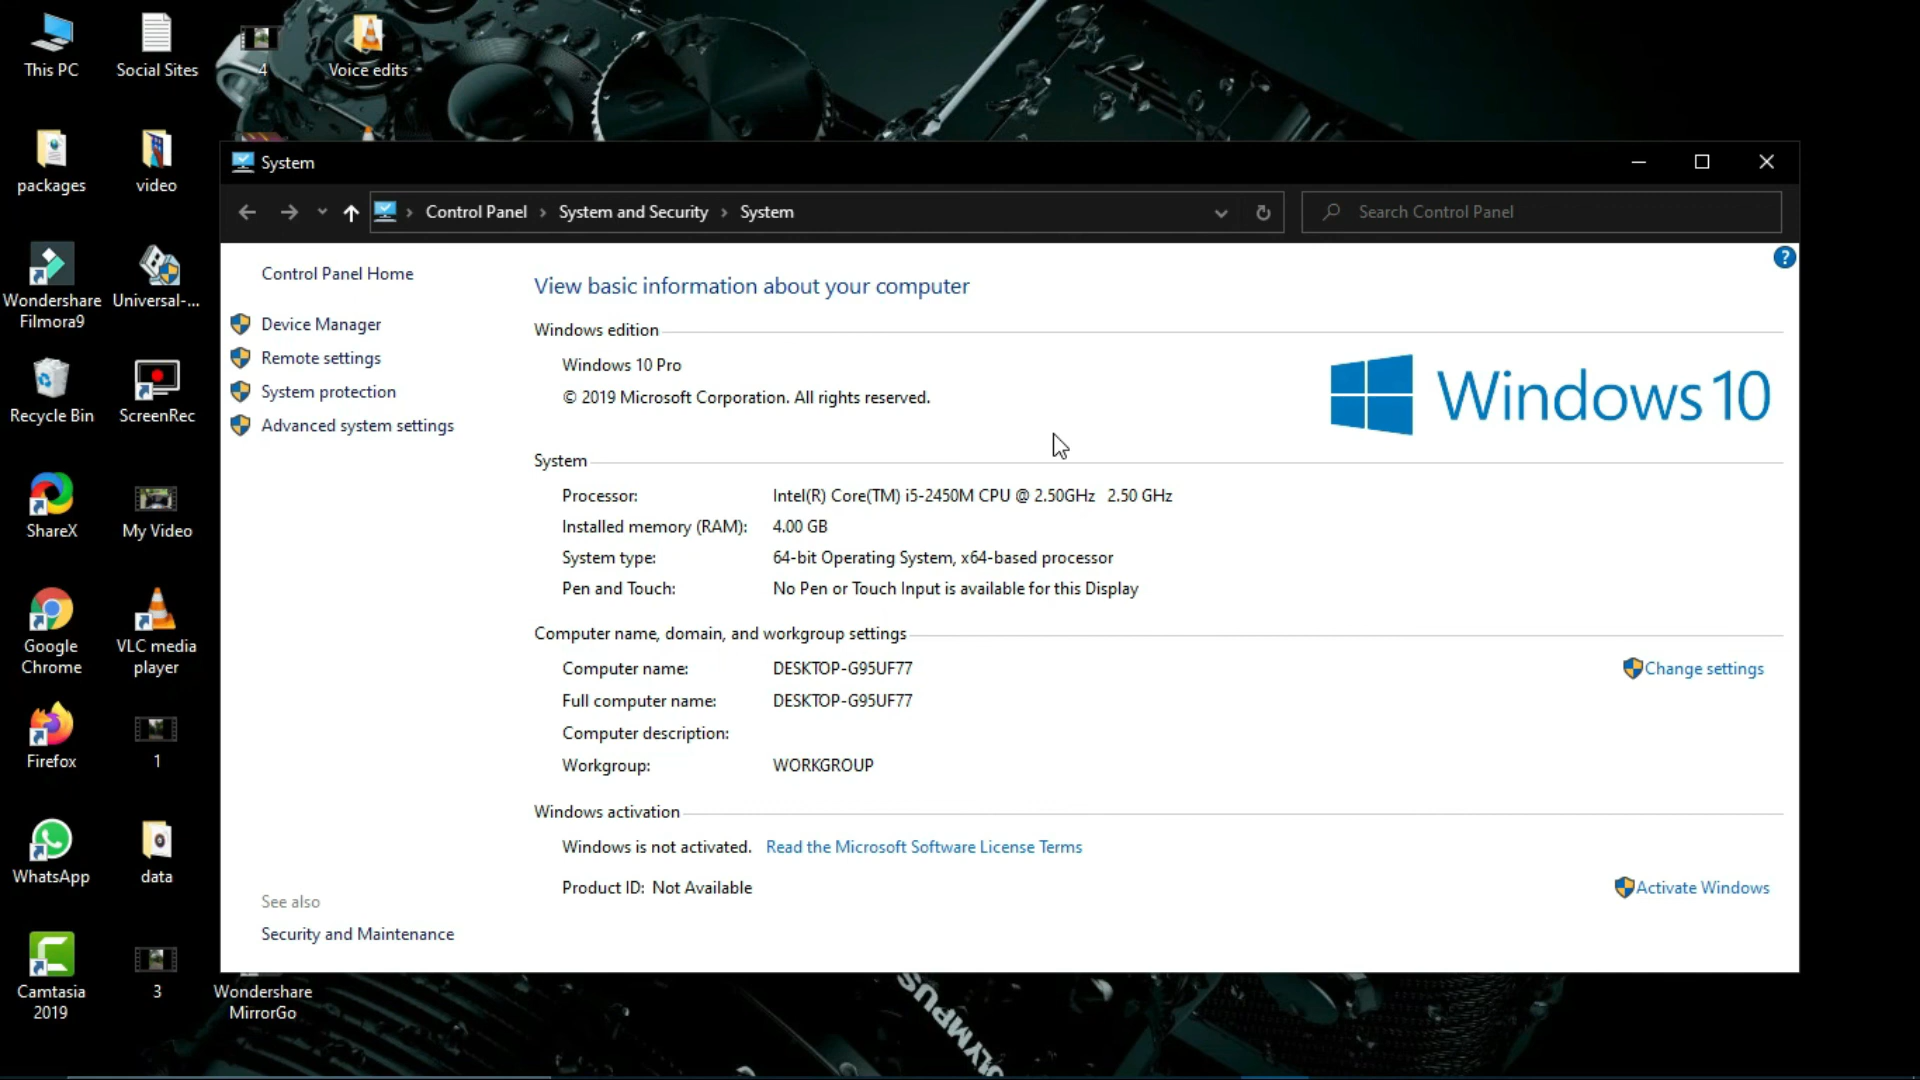 This PC
Social Sites
4
Voice edits
packages
video
Wondershare
Filmora9
Universal-...
Recycle Bin
ScreenRec
ShareX
My Video
Google
Chrome
VLC media
player
Firefox
1
WhatsApp
data
Camtasia
2019
3
Wondershare
MirrorGo
System
Control Panel › System and Security › System
Search Control Panel
Control Panel Home
Device Manager
Remote settings
System protection
Advanced system settings
See also
Security and Maintenance
View basic information about your computer
Windows edition
Windows 10 Pro
© 2019 Microsoft Corporation. All rights reserved.
Windows 10
System
Processor: Intel(R) Core(TM) i5-2450M CPU @ 2.50GHz 2.50 GHz
Installed memory (RAM): 4.00 GB
System type: 64-bit Operating System, x64-based processor
Pen and Touch: No Pen or Touch Input is available for this Display
Computer name, domain, and workgroup settings
Computer name: DESKTOP-G95UF77
Change settings
Full computer name: DESKTOP-G95UF77
Computer description:
Workgroup: WORKGROUP
Windows activation
Windows is not activated. Read the Microsoft Software License Terms
Product ID: Not Available
Activate Windows
OLYMPUS